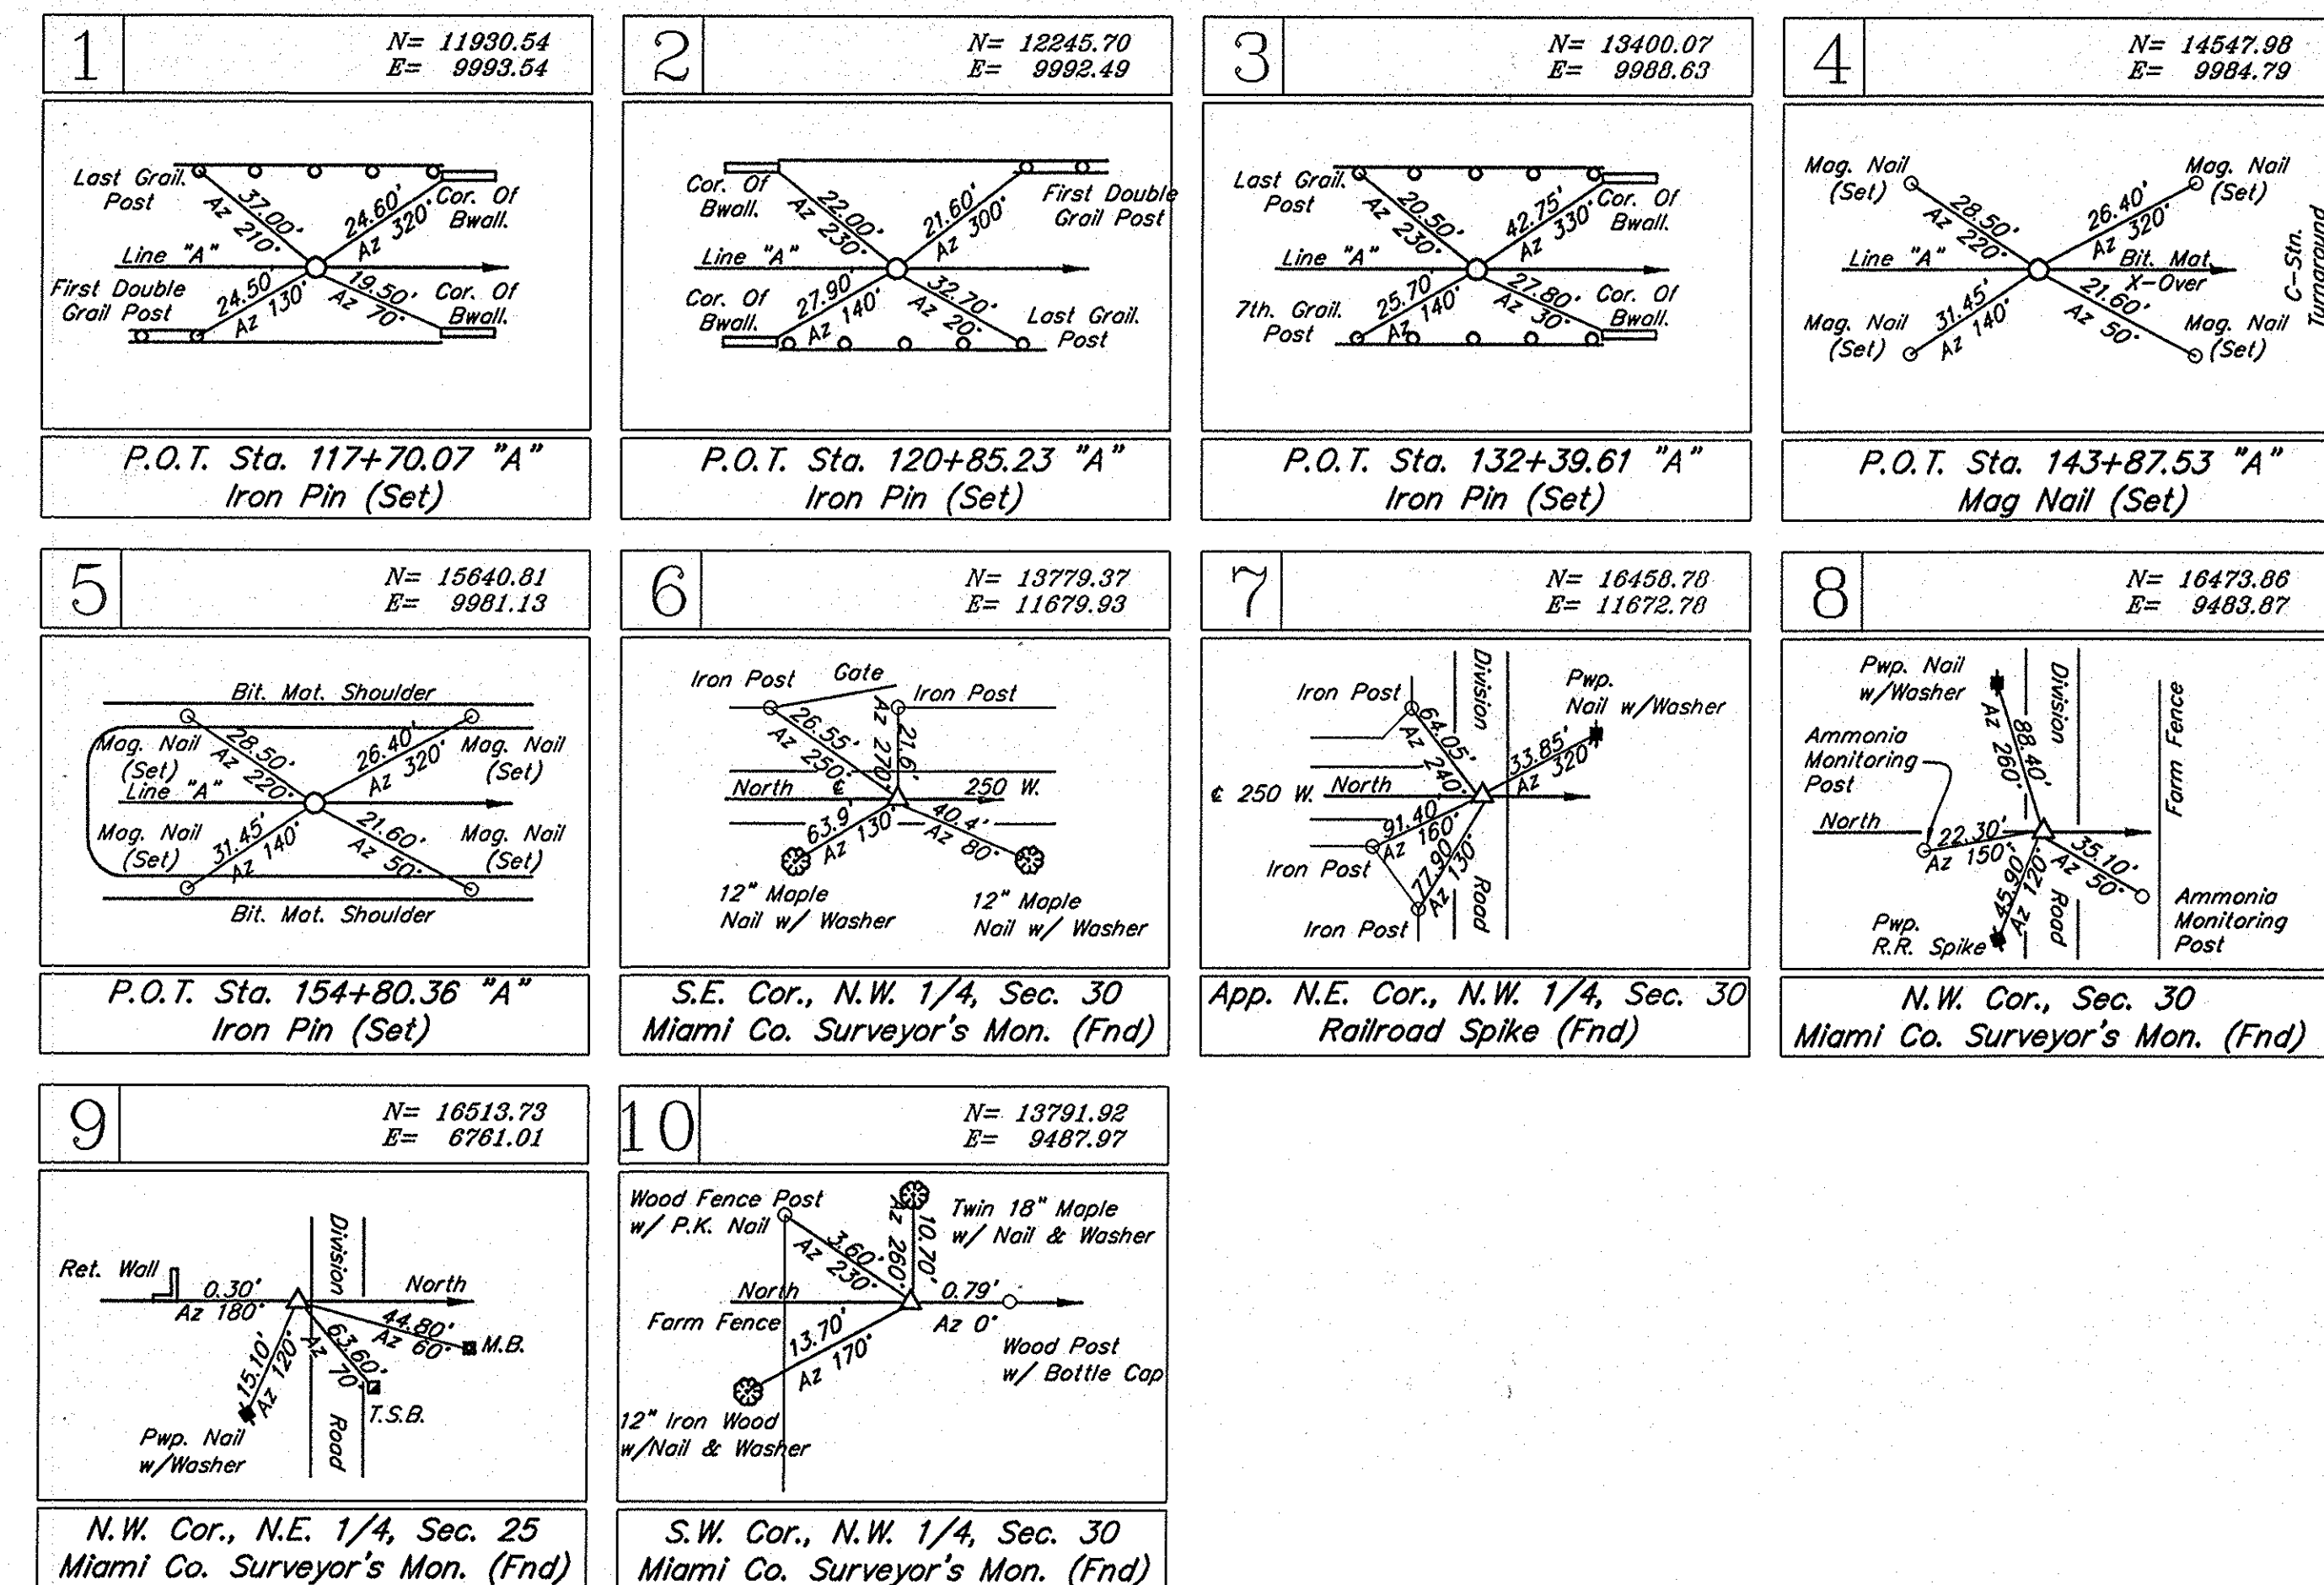 1
N= 11930.54
E= 9993.54
Last Grail.
Post
37.00'
Az 210°
24.60'
Az 320°
Cor. Of
Bwall.
Line "A"
First Double
Grail Post
24.50'
Az 130°
19.50'
Az 70°
Cor. Of
Bwall.
P.O.T. Sta. 117+70.07 "A"
Iron Pin (Set)
2
N= 12245.70
E= 9992.49
Cor. Of
Bwall.
22.00'
Az 230°
21.60'
Az 300°
First Double
Grail Post
Line "A"
Cor. Of
Bwall.
27.90'
Az 140°
32.70'
Az 20°
Last Grail.
Post
P.O.T. Sta. 120+85.23 "A"
Iron Pin (Set)
3
N= 13400.07
E= 9988.63
Last Grail.
Post
20.50'
Az 230°
42.75'
Az 330°
Cor. Of
Bwall.
Line "A"
7th. Grail.
Post
25.70'
Az 140°
27.80'
Az 30°
Cor. Of
Bwall.
P.O.T. Sta. 132+39.61 "A"
Iron Pin (Set)
4
N= 14547.98
E= 9984.79
Mag. Nail
(Set)
28.50'
Az 220°
26.40'
Az 320°
Mag. Nail
(Set)
Line "A"
Bit. Mat.
X-Over
C-Stn.
Turnaround
Mag. Nail
(Set)
31.45'
Az 140°
21.60'
Az 50°
Mag. Nail
(Set)
P.O.T. Sta. 143+87.53 "A"
Mag Nail (Set)
5
N= 15640.81
E= 9981.13
Bit. Mat. Shoulder
Mag. Nail
(Set)
28.50'
Az 220°
26.40'
Az 320°
Mag. Nail
(Set)
Line "A"
Mag. Nail
(Set)
31.45'
Az 140°
21.60'
Az 50°
Mag. Nail
(Set)
Bit. Mat. Shoulder
P.O.T. Sta. 154+80.36 "A"
Iron Pin (Set)
6
N= 13779.37
E= 11679.93
Iron Post
Gate
Iron Post
26.55'
Az 250°
21.6'
Az 270°
North
℄
250 W.
63.9'
Az 130°
40.4'
Az 80°
12" Maple
Nail w/ Washer
12" Maple
Nail w/ Washer
S.E. Cor., N.W. 1/4, Sec. 30
Miami Co. Surveyor's Mon. (Fnd)
7
N= 16458.78
E= 11672.78
Iron Post
Division
Pwp.
Nail w/Washer
64.05'
Az 240°
33.85'
Az 320°
℄ 250 W.
North
91.40'
Az 160°
Iron Post
77.90'
Az 130°
Road
Iron Post
App. N.E. Cor., N.W. 1/4, Sec. 30
Railroad Spike (Fnd)
8
N= 16473.86
E= 9483.87
Pwp. Nail
w/Washer
Division
Farm Fence
88.40'
Az 260°
Ammonia
Monitoring
Post
North
22.30'
Az 150°
35.10'
Az 50°
45.90'
Az 120°
Road
Pwp.
R.R. Spike
Ammonia
Monitoring
Post
N.W. Cor., Sec. 30
Miami Co. Surveyor's Mon. (Fnd)
9
N= 16513.73
E= 6761.01
Division
Ret. Wall
0.30'
Az 180°
North
44.80'
Az 60°
M.B.
63.60'
Az 70°
T.S.B.
15.10'
Az 120°
Road
Pwp. Nail
w/Washer
N.W. Cor., N.E. 1/4, Sec. 25
Miami Co. Surveyor's Mon. (Fnd)
10
N= 13791.92
E= 9487.97
Wood Fence Post
w/ P.K. Nail
Twin 18" Maple
w/ Nail & Washer
3.60'
Az 230°
10.70'
Az 260°
North
0.79'
Az 0°
Farm Fence
13.70'
Az 170°
Wood Post
w/ Bottle Cap
12" Iron Wood
w/Nail & Washer
S.W. Cor., N.W. 1/4, Sec. 30
Miami Co. Surveyor's Mon. (Fnd)